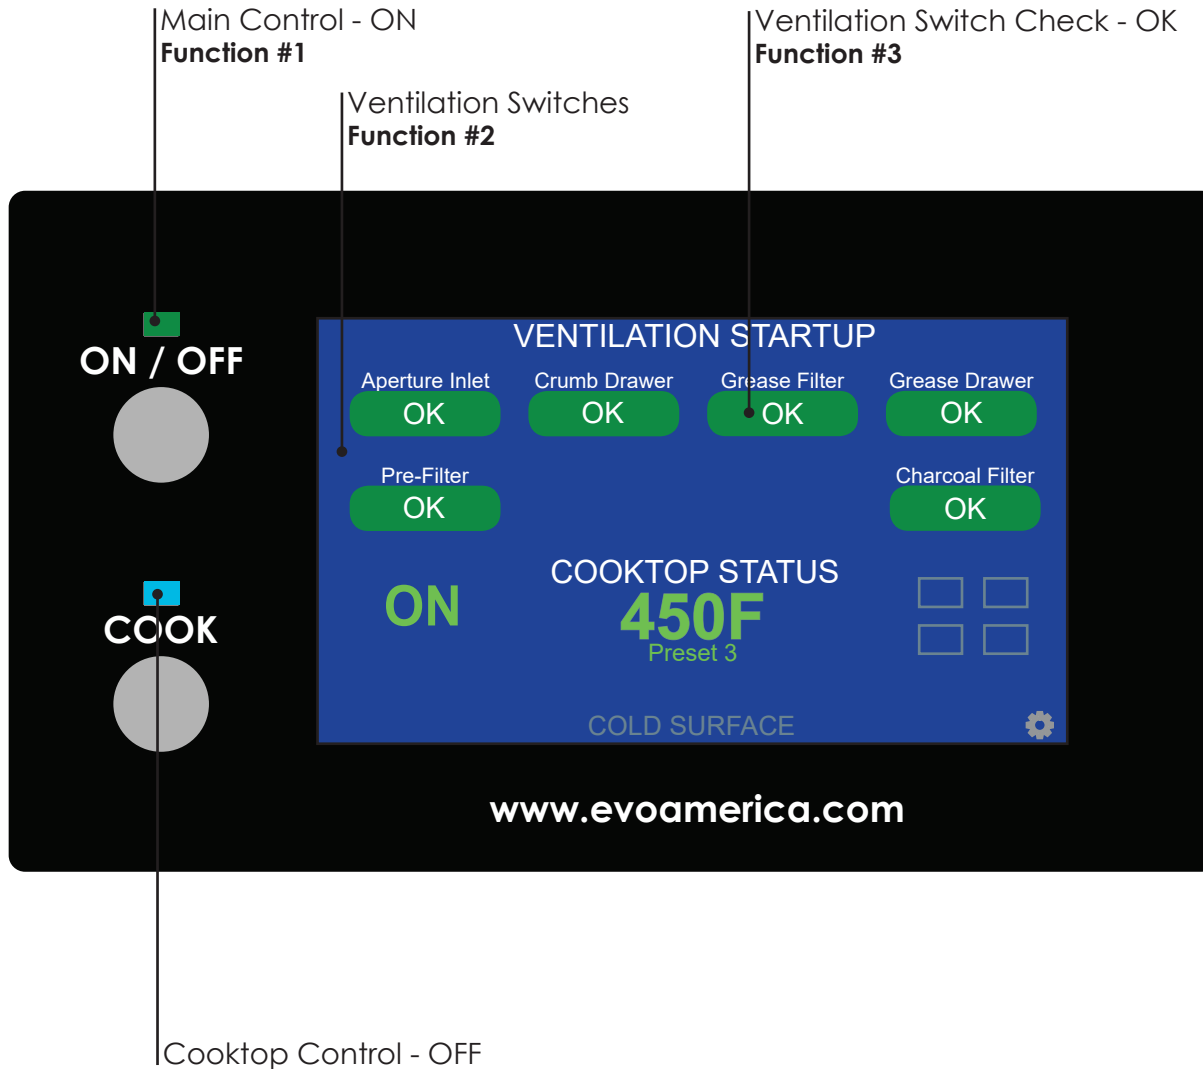 Main Control - ON
Function #1
Ventilation Switch Check - OK
Function #3
Ventilation Switches
Function #2
ON / OFF
COOK
VENTILATION STARTUP
Aperture Inlet Crumb Drawer Grease Filter Grease Drawer
OK OK OK OK
Pre-Filter Charcoal Filter
OK OK
COOKTOP STATUS
ON 450F
Preset 3
COLD SURFACE
www.evoamerica.com
Cooktop Control - OFF